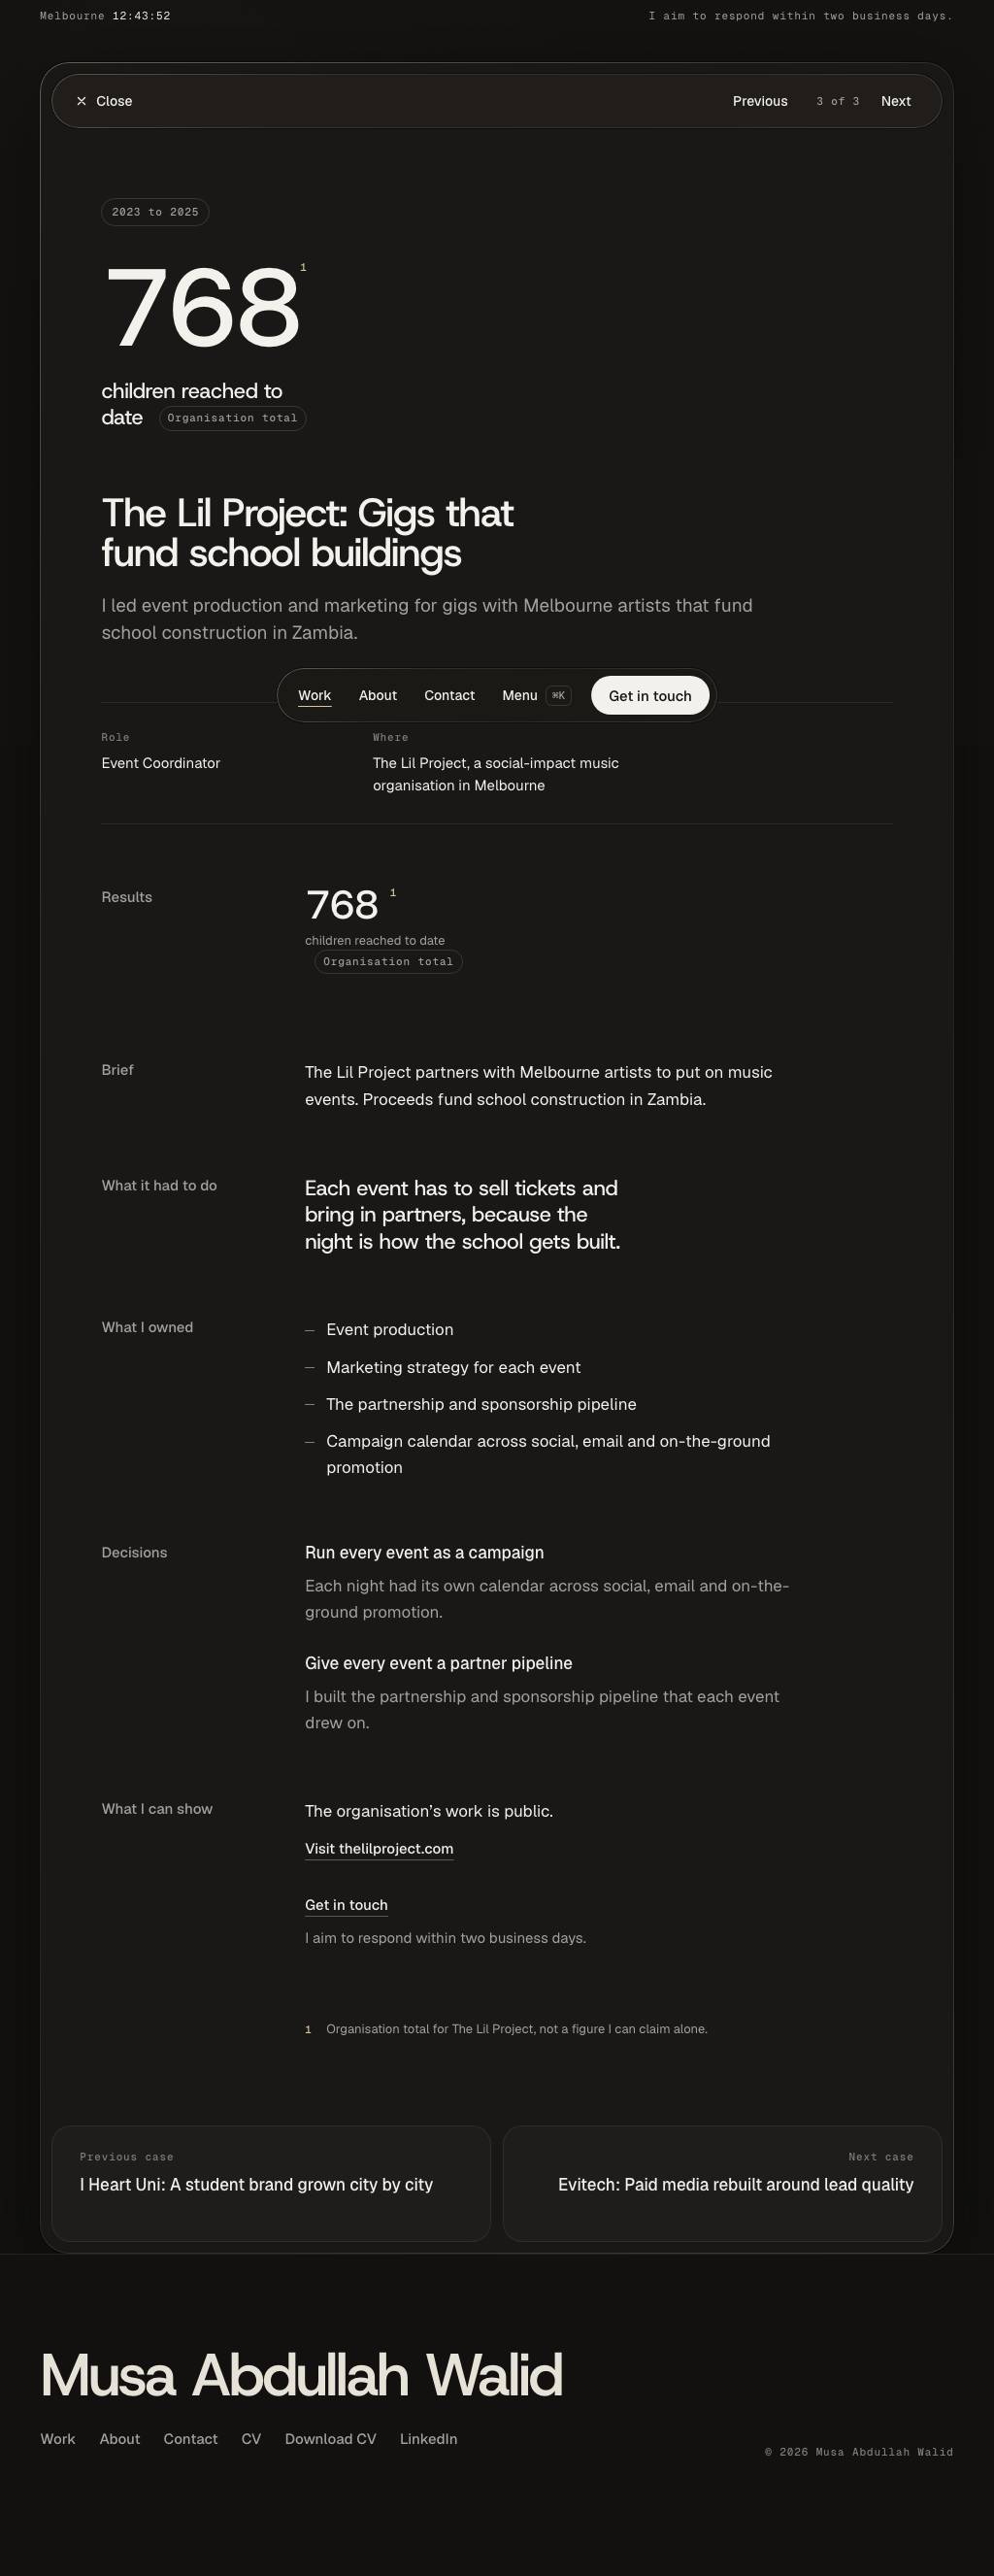 Melbourne 12:43:52
I aim to respond within two business days.
× Close
Previous 3 of 3 Next
2023 to 2025
768 1
children reached to
date Organisation total
The Lil Project: Gigs that
fund school buildings
I led event production and marketing for gigs with Melbourne artists that fund
school construction in Zambia.
Work About Contact Menu ⌘K Get in touch
Role
Event Coordinator
Where
The Lil Project, a social-impact music
organisation in Melbourne
Results
768 1
children reached to date
Organisation total
Brief
The Lil Project partners with Melbourne artists to put on music
events. Proceeds fund school construction in Zambia.
What it had to do
Each event has to sell tickets and
bring in partners, because the
night is how the school gets built.
What I owned
— Event production
— Marketing strategy for each event
— The partnership and sponsorship pipeline
— Campaign calendar across social, email and on-the-ground
promotion
Decisions
Run every event as a campaign
Each night had its own calendar across social, email and on-the-
ground promotion.
Give every event a partner pipeline
I built the partnership and sponsorship pipeline that each event
drew on.
What I can show
The organisation’s work is public.
Visit thelilproject.com
Get in touch
I aim to respond within two business days.
1 Organisation total for The Lil Project, not a figure I can claim alone.
Previous case
I Heart Uni: A student brand grown city by city
Next case
Evitech: Paid media rebuilt around lead quality
Musa Abdullah Walid
Work About Contact CV Download CV LinkedIn
© 2026 Musa Abdullah Walid